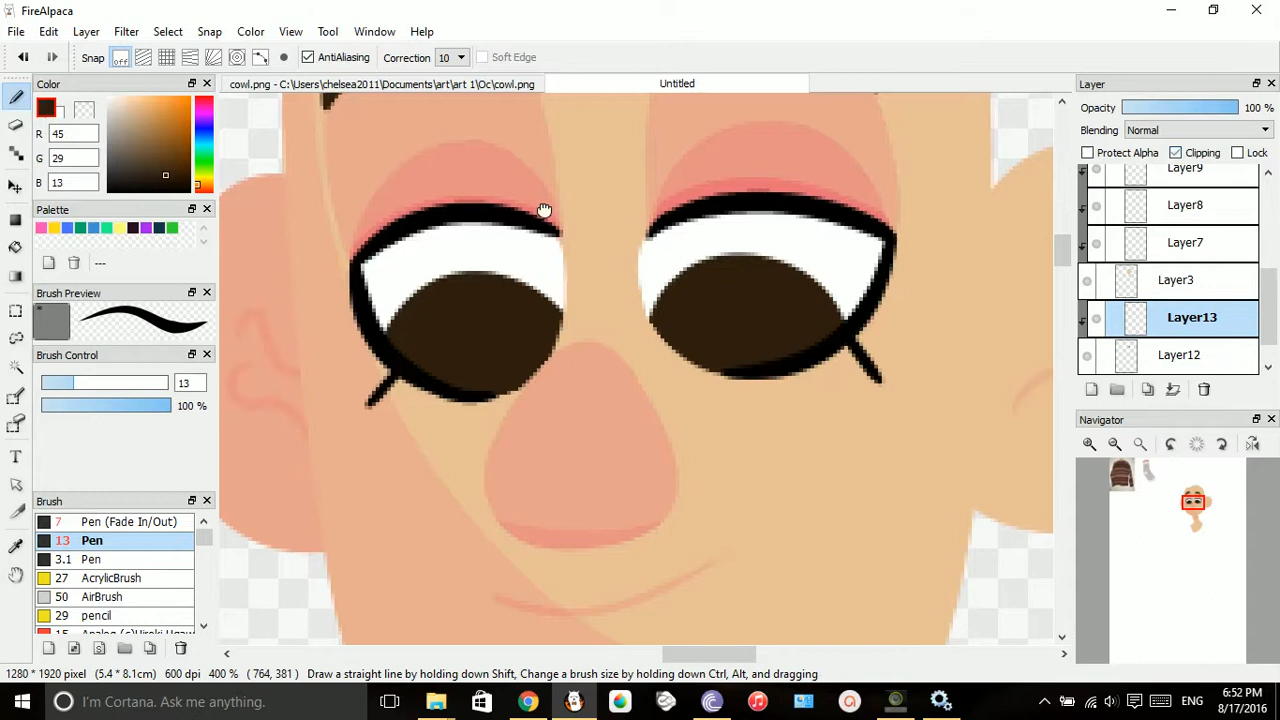 FireAlpaca
File Edit Layer Filter Select Snap Color View Tool Window Help
Snap off AntiAliasing Correction 10 Soft Edge
Color
cowl.png - C:\Users\chelsea2011\Documents\art\art 1\Oc\cowl.png
Untitled
Layer
Opacity 100 %
R 45
Blending Normal
G 29
Protect Alpha Clipping Lock
B 13
Layer9
Palette
Layer8
Layer7
---
Layer3
Brush Preview
Layer13
Brush Control
Layer12
13
100 %
Navigator
Brush
7 Pen (Fade In/Out)
13 Pen
3.1 Pen
27 AcrylicBrush
50 AirBrush
29 pencil
1280 * 1920 pixel (5.4 * 8.1cm) 600 dpi 400 % (764, 381) Draw a straight line by holding down Shift, Change a brush size by holding down Ctrl, Alt, and dragging
I'm Cortana. Ask me anything.
ENG
6:52 PM
8/17/2016